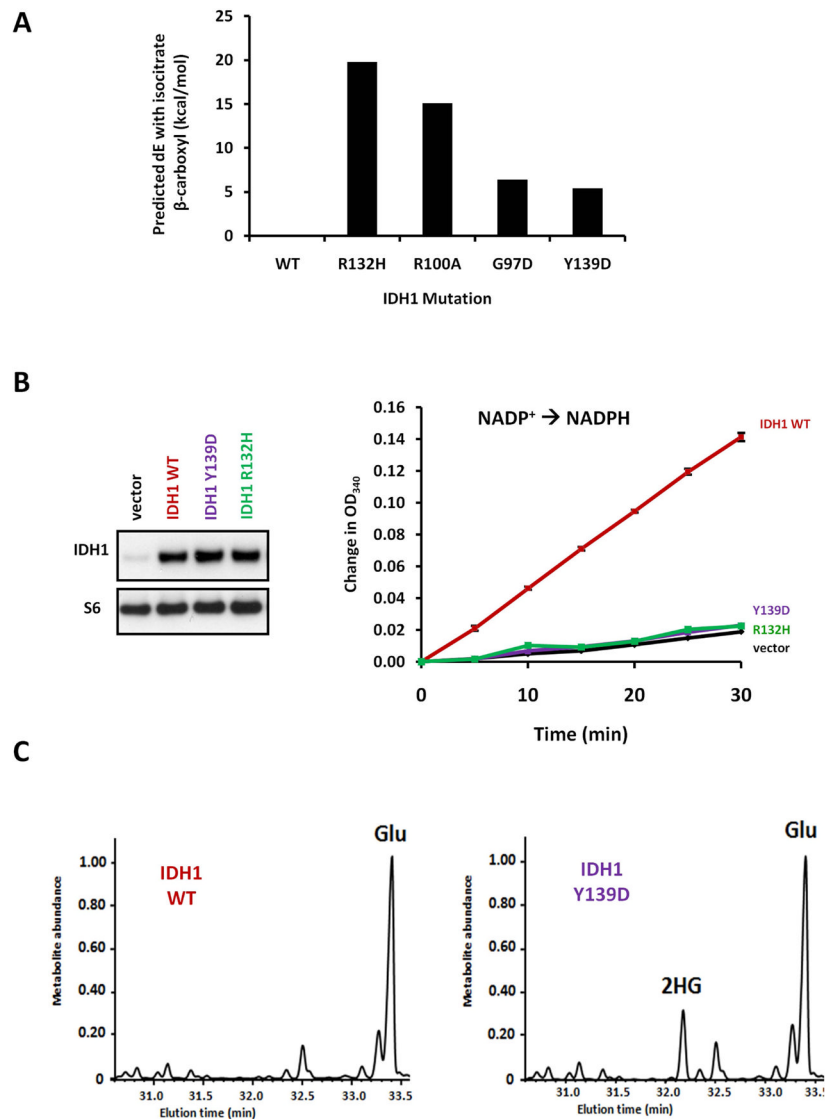 A
Predicted dE with isocitrate
β-carboxyl (kcal/mol)
25
20
15
10
5
0
WT R132H R100A G97D Y139D
IDH1 Mutation
B
vector
IDH1 WT
IDH1 Y139D
IDH1 R132H
IDH1
S6
NADP⁺ → NADPH
Change in OD₃₄₀
0.16
0.14
0.12
0.10
0.08
0.06
0.04
0.02
0.00
IDH1 WT
Y139D
R132H
vector
0 10 20 30
Time (min)
C
Metabolite abundance
1.00
0.80
0.60
0.40
0.20
0
IDH1
WT
Glu
31.0 31.5 32.0 32.5 33.0 33.5
Elution time (min)
Metabolite abundance
1.00
0.80
0.60
0.40
0.20
0
IDH1
Y139D
2HG
Glu
31.0 31.5 32.0 32.5 33.0 33.5
Elution time (min)